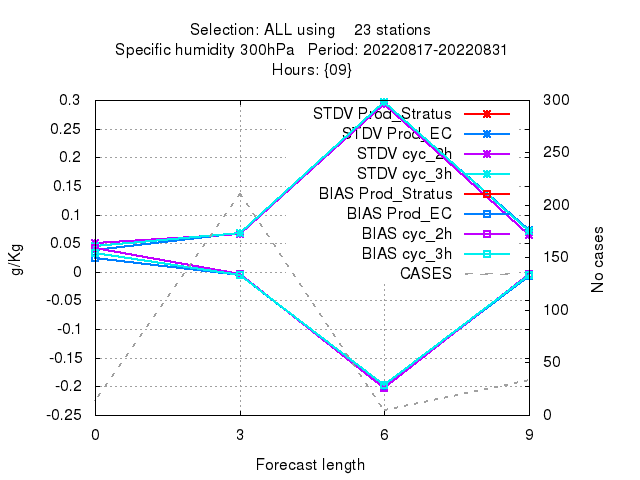 Selection: ALL using    23 stations
Specific humidity 300hPa   Period: 20220817-20220831
Hours: {09}
0.3
0.25
0.2
0.15
0.1
0.05
0
-0.05
-0.1
-0.15
-0.2
-0.25
g/Kg
STDV Prod_Stratus
STDV Prod_EC
STDV cyc_2h
STDV cyc_3h
BIAS Prod_Stratus
BIAS Prod_EC
BIAS cyc_2h
BIAS cyc_3h
CASES
300
250
200
150
100
50
0
No cases
0 3 6 9
Forecast length